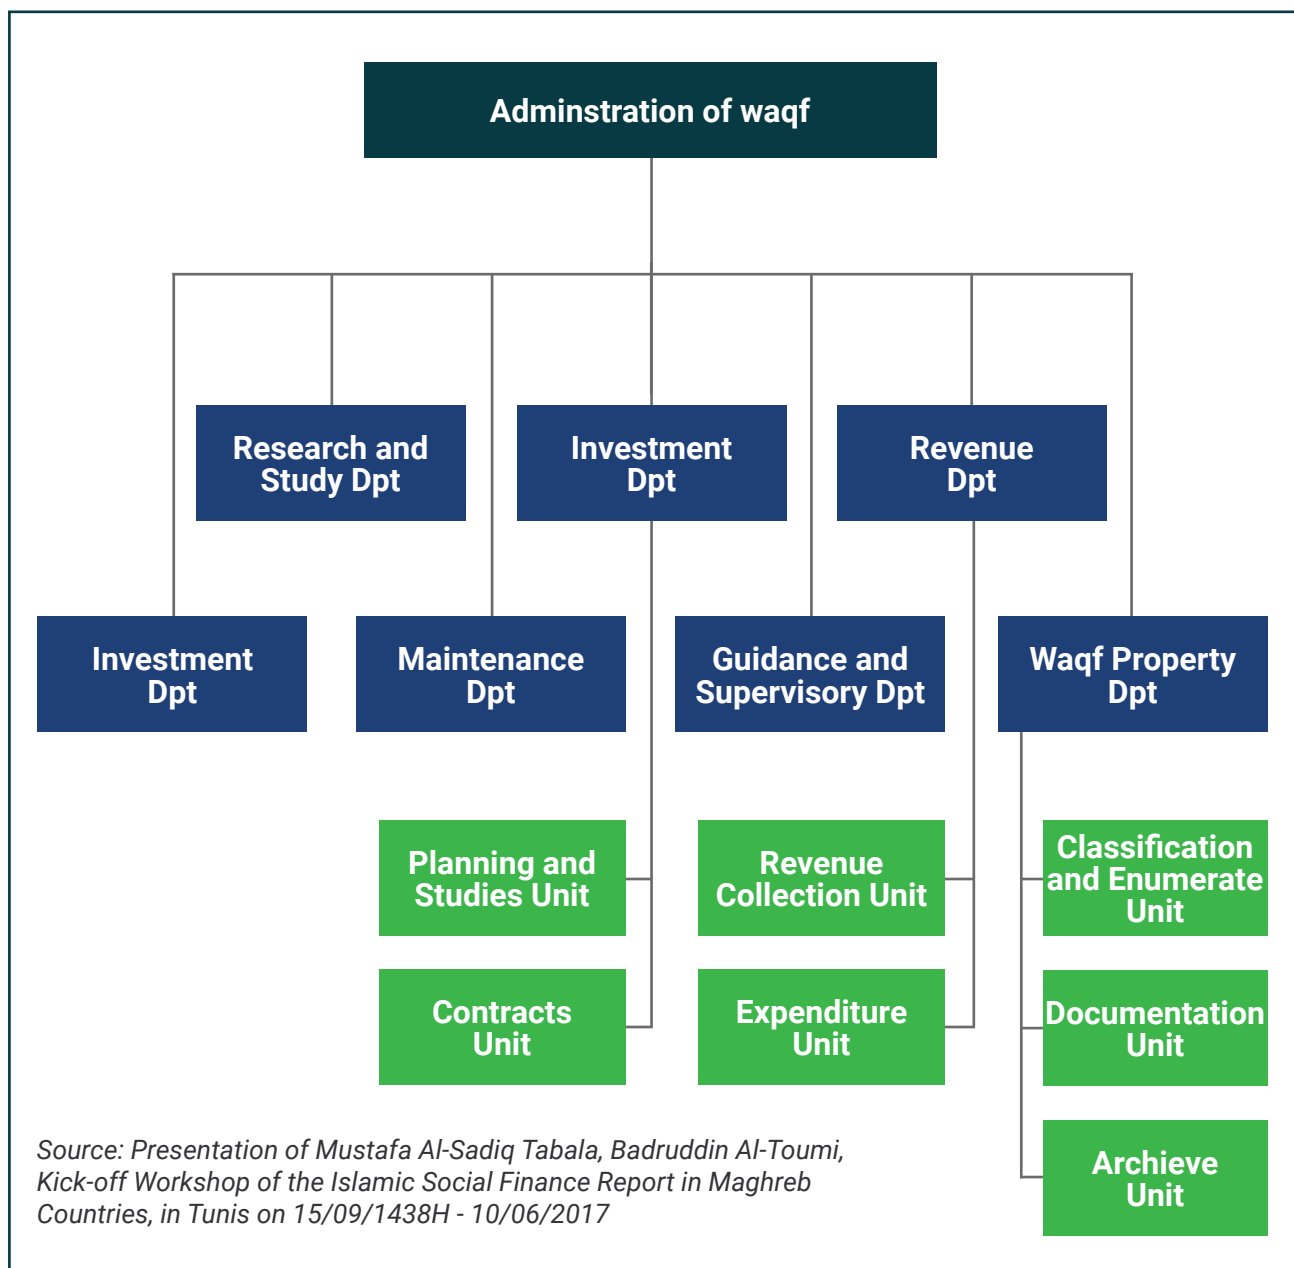 Adminstration of waqf
Research and
Study Dpt
Investment
Dpt
Revenue
Dpt
Investment
Dpt
Maintenance
Dpt
Guidance and
Supervisory Dpt
Waqf Property
Dpt
Planning and
Studies Unit
Revenue
Collection Unit
Classification
and Enumerate
Unit
Contracts
Unit
Expenditure
Unit
Documentation
Unit
Archieve
Unit
Source: Presentation of Mustafa Al-Sadiq Tabala, Badruddin Al-Toumi,
Kick-off Workshop of the Islamic Social Finance Report in Maghreb
Countries, in Tunis on 15/09/1438H - 10/06/2017